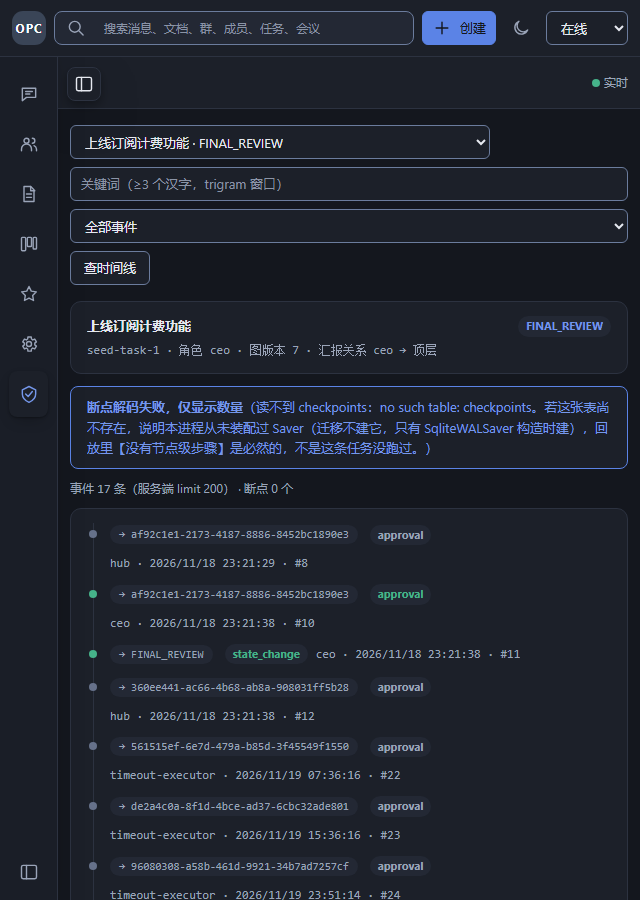 OPC
搜索消息、文档、群、成员、任务、会议
创建
在线
实时
上线订阅计费功能 · FINAL_REVIEW
关键词（≥3 个汉字，trigram 窗口）
全部事件
查时间线
上线订阅计费功能
FINAL_REVIEW
seed-task-1 · 角色 ceo · 图版本 7 · 汇报关系 ceo → 顶层
断点解码失败，仅显示数量（读不到 checkpoints：no such table: checkpoints。若这张表尚
不存在，说明本进程从未装配过 Saver（迁移不建它，只有 SqliteWALSaver 构造时建），回
放里【没有节点级步骤】是必然的，不是这条任务没跑过。）
事件 17 条（服务端 limit 200） · 断点 0 个
→ af92c1e1-2173-4187-8886-8452bc1890e3 approval
hub · 2026/11/18 23:21:29 · #8
→ af92c1e1-2173-4187-8886-8452bc1890e3 approval
ceo · 2026/11/18 23:21:38 · #10
→ FINAL_REVIEW state_change ceo · 2026/11/18 23:21:38 · #11
→ 360ee441-ac66-4b68-ab8a-908031ff5b28 approval
hub · 2026/11/18 23:21:38 · #12
→ 561515ef-6e7d-479a-b85d-3f45549f1550 approval
timeout-executor · 2026/11/19 07:36:16 · #22
→ de2a4c0a-8f1d-4bce-ad37-6cbc32ade801 approval
timeout-executor · 2026/11/19 15:36:16 · #23
→ 96080308-a58b-461d-9921-34b7ad7257cf approval
timeout-executor · 2026/11/19 23:51:14 · #24